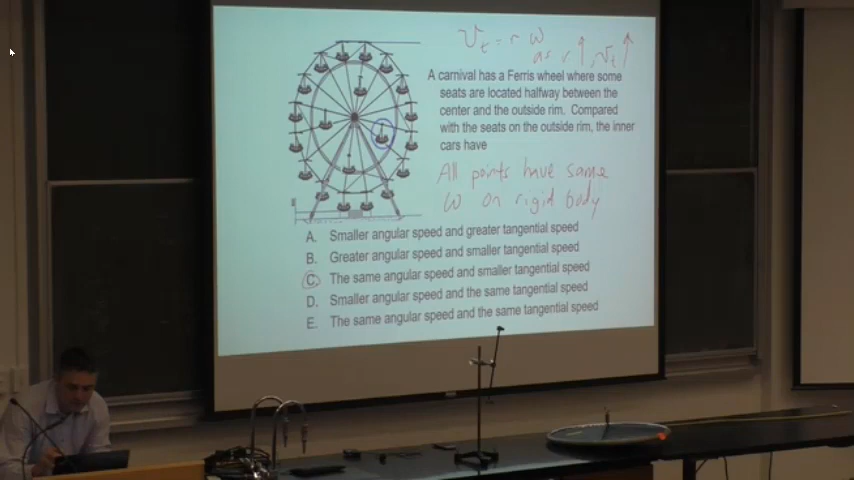 v_t = r ω
as r ↑, v_t ↑
A carnival has a Ferris wheel where some
seats are located halfway between the
center and the outside rim. Compared
with the seats on the outside rim, the inner
cars have
All points have same
ω on rigid body
A. Smaller angular speed and greater tangential speed
B. Greater angular speed and smaller tangential speed
C. The same angular speed and smaller tangential speed
D. Smaller angular speed and the same tangential speed
E. The same angular speed and the same tangential speed